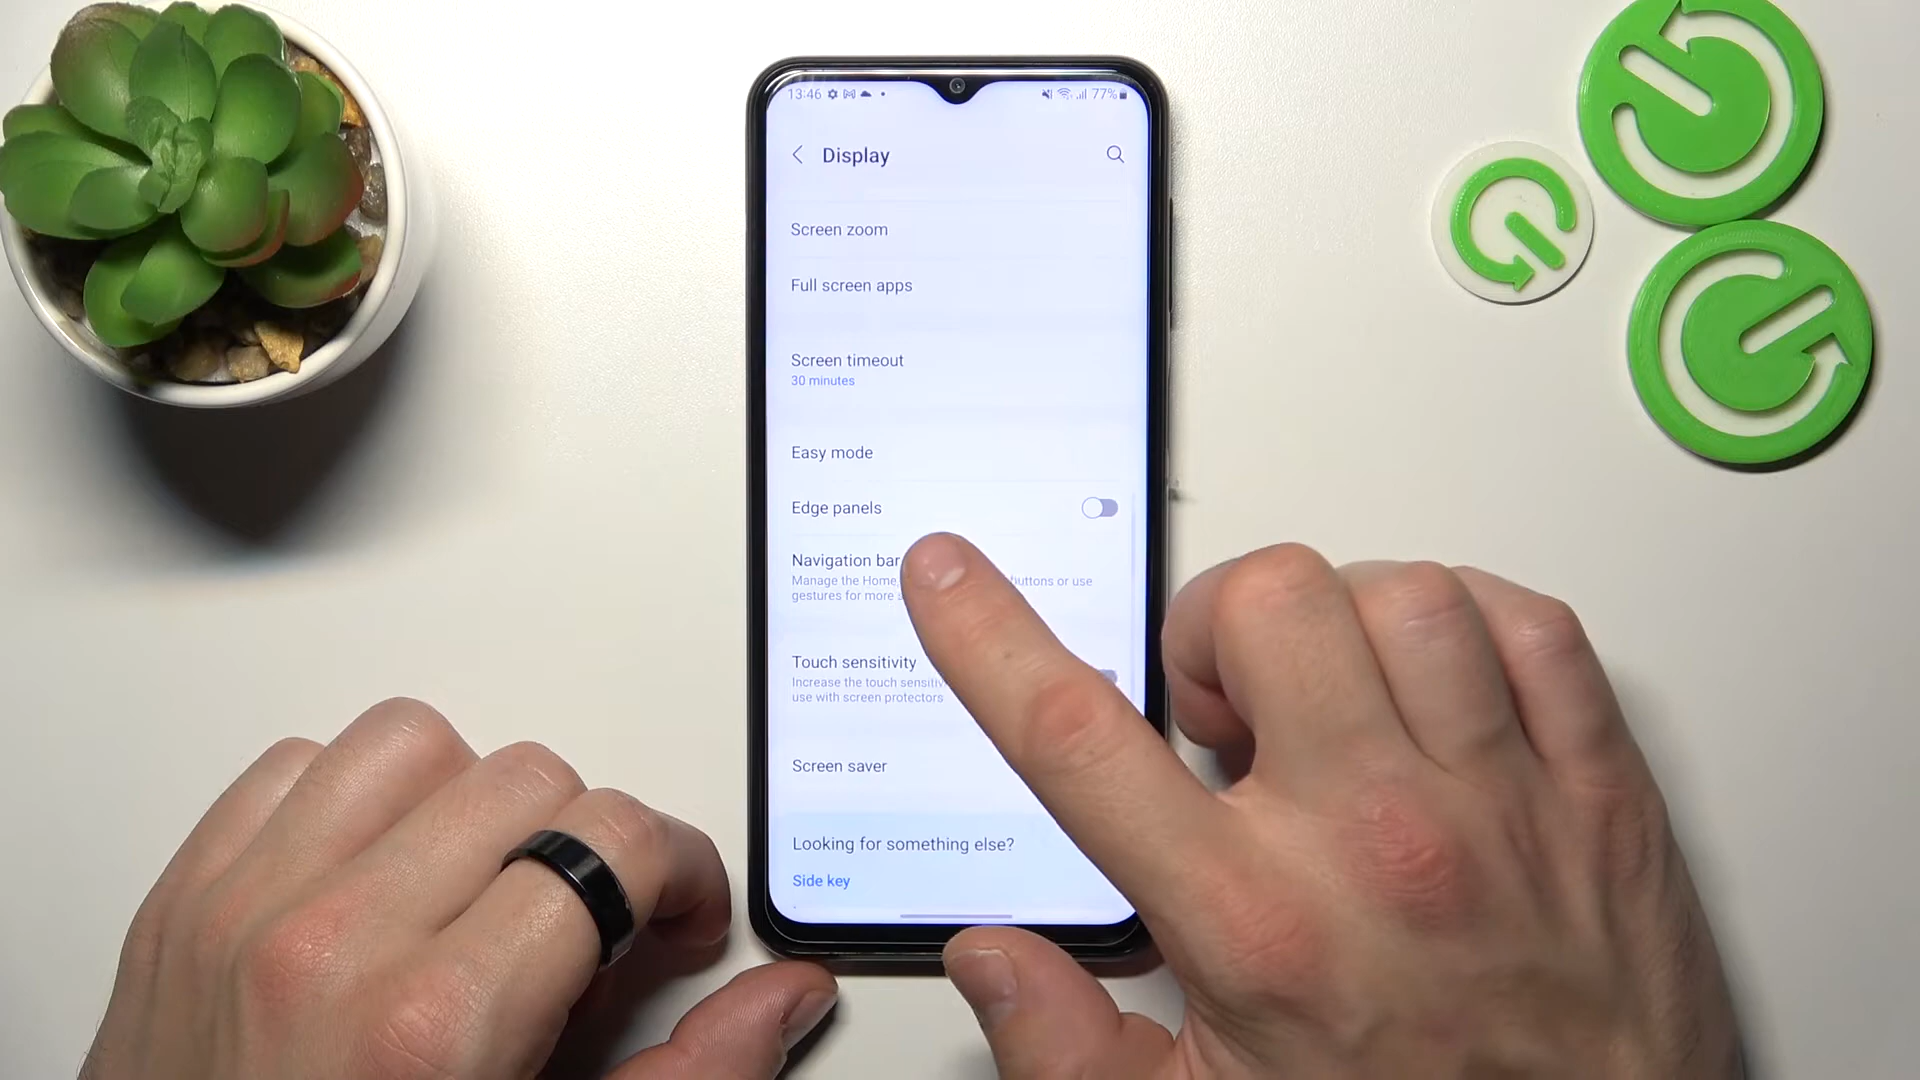 13:46 77%
Display
Screen zoom
Full screen apps
Screen timeout
30 minutes
Easy mode
Edge panels
Navigation bar
Manage the Home, buttons or use
gestures for more
Touch sensitivity
Increase the touch
use with screen protectors
Screen saver
Looking for something else?
Side key